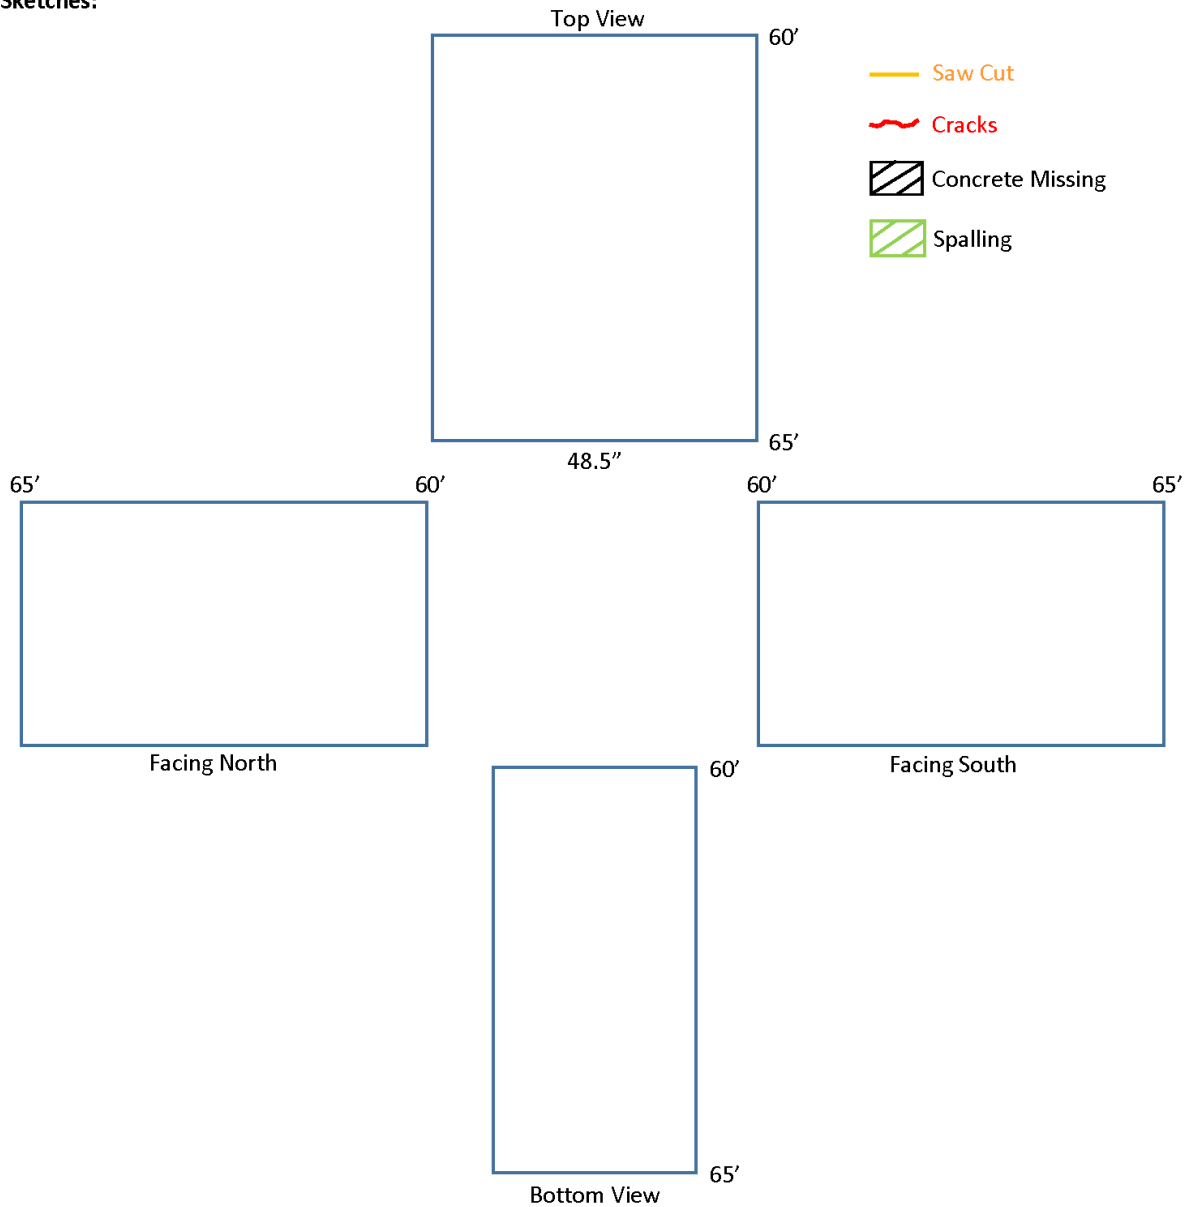 Sketches:
Top View
60’
Saw Cut
Cracks
Concrete Missing
Spalling
65’
48.5”
65’
60’
60’
65’
Facing North
Facing South
60’
65’
Bottom View